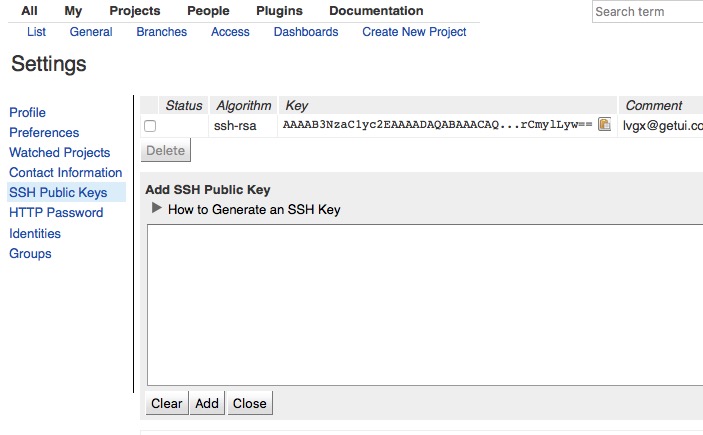 All My Projects People Plugins Documentation Search term
List General Branches Access Dashboards Create New Project
Settings
Profile
Preferences
Watched Projects
Contact Information
SSH Public Keys
HTTP Password
Identities
Groups
Status Algorithm Key Comment
ssh-rsa AAAAB3NzaC1yc2EAAAADAQABAAACAQ...rCmylLyw== lvgx@getui.co
Delete
Add SSH Public Key
How to Generate an SSH Key
Clear Add Close